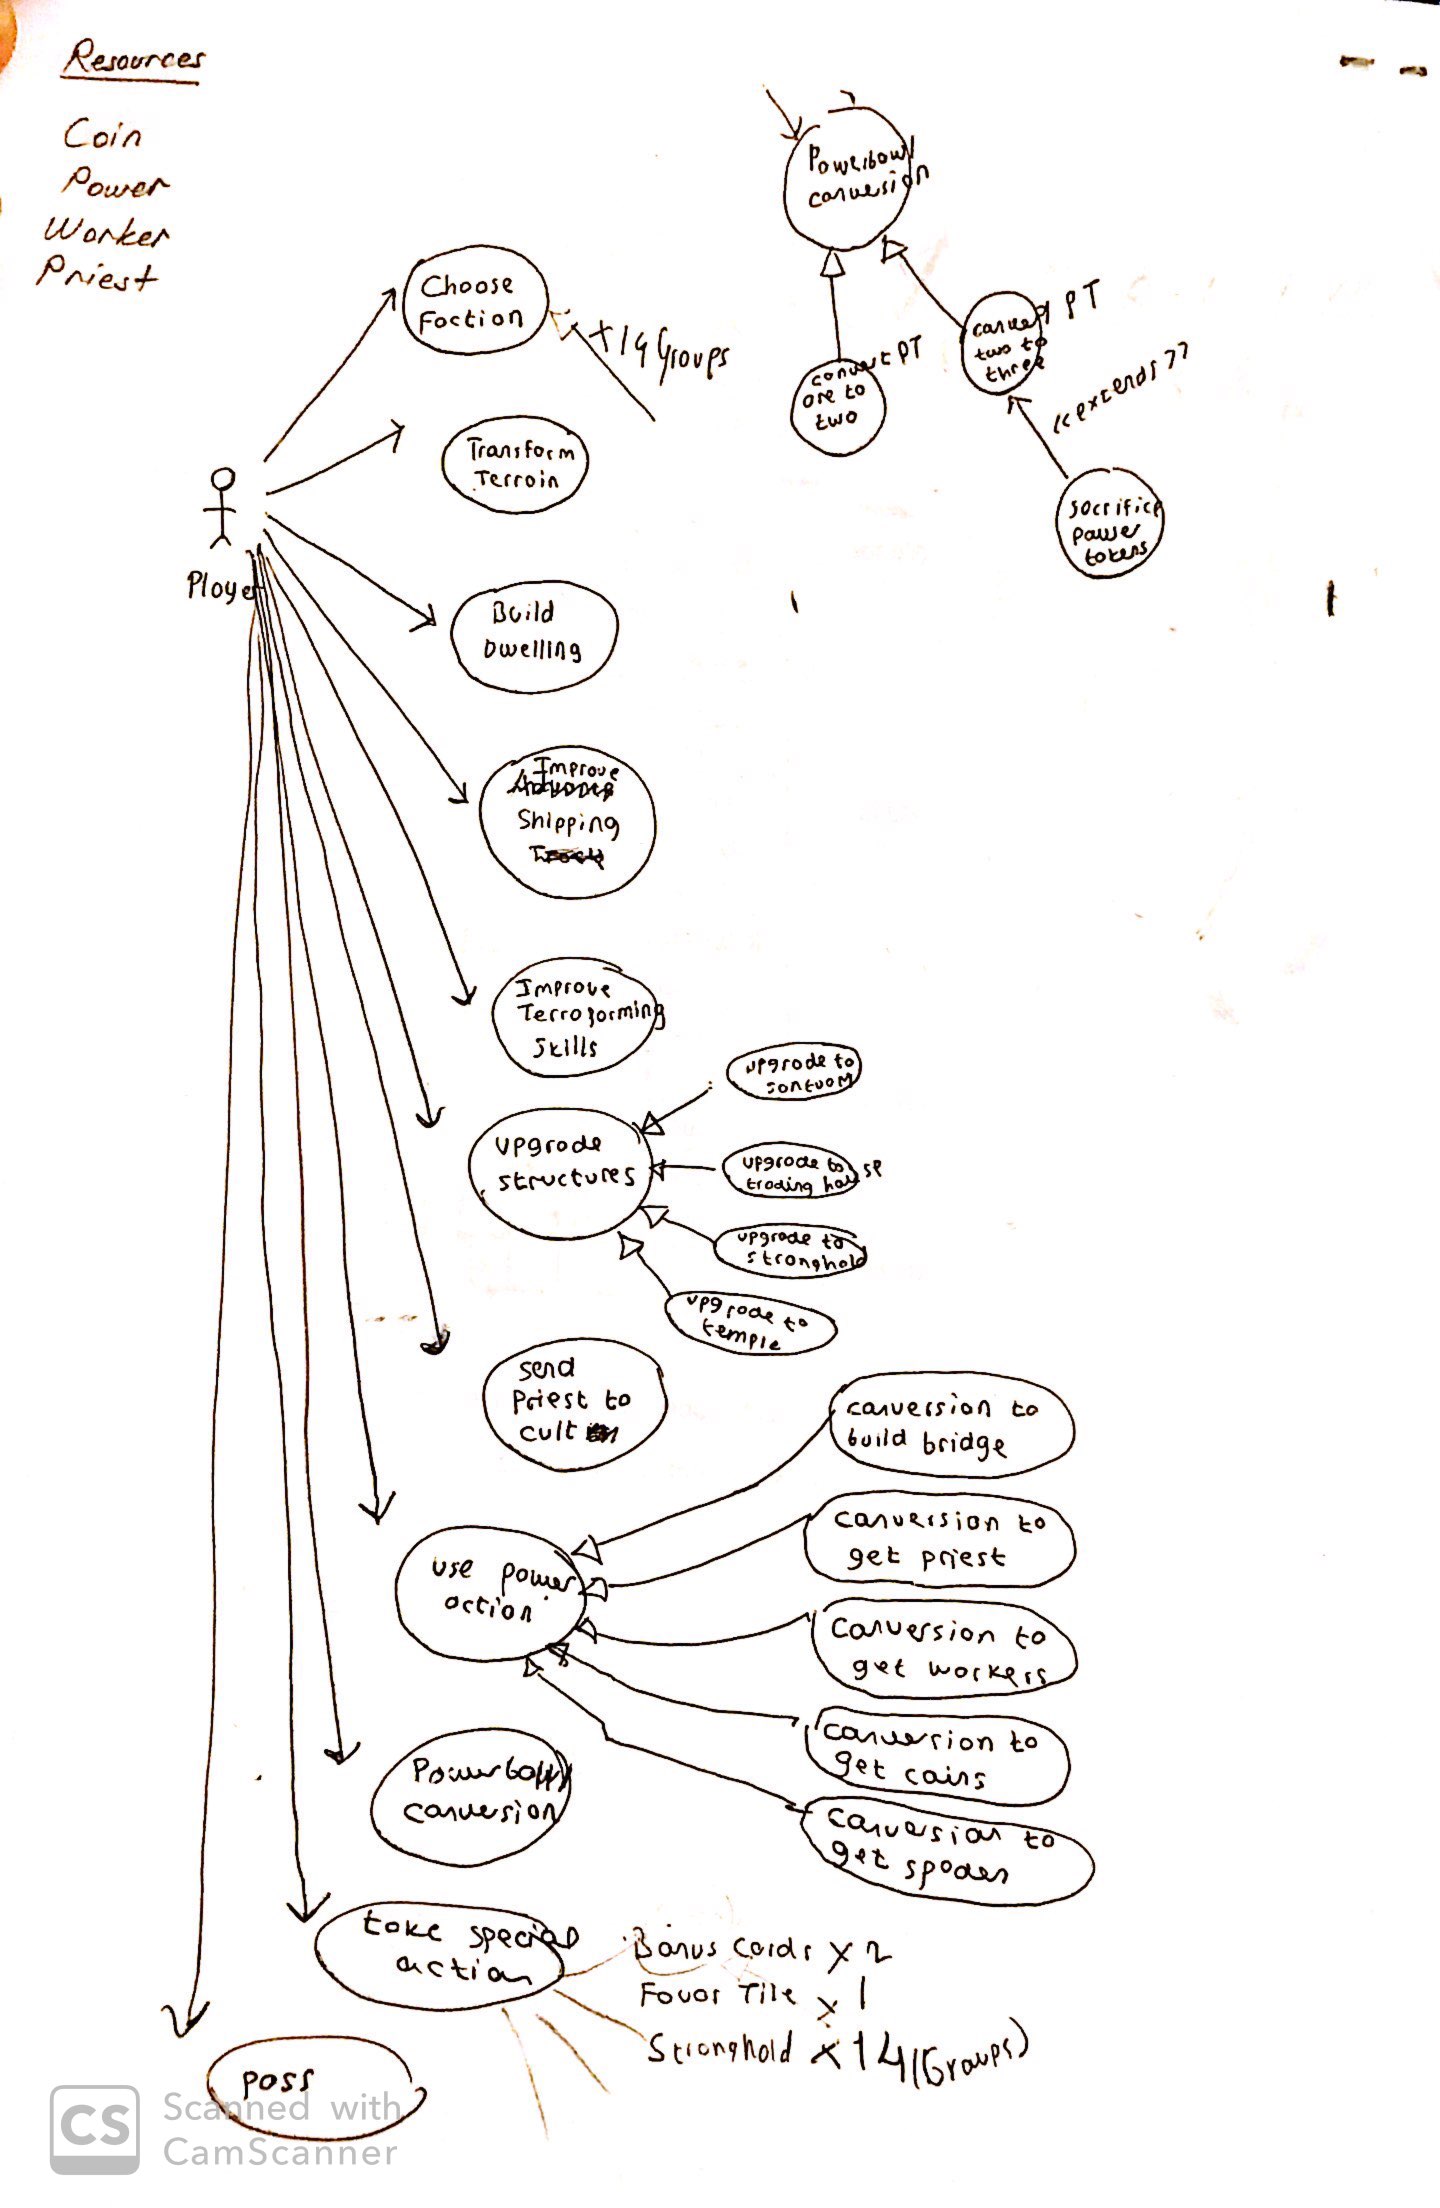 Resources
Coin
Power
Worker
Priest
Powerbowl
conversion
Choose
Faction
x14 Groups
convert PT
one to
two
convert PT
two to
three
<<extends>>
sacrifice
power
tokens
Transform
Terrain
Player
Build
Dwelling
Improve
Advance
Shipping
Track
Improve
Terraforming
Skills
upgrade
structures
upgrade to
upgrade to
trading house
upgrade to
stronghold
upgrade to
temple
send
Priest to
cult
use power
action
conversion to
build bridge
conversion to
get priest
conversion to
get workers
conversion to
get coins
conversion to
get spades
Powerbowl
conversion
take special
action
Bonus Cards x 2
Favor Tile x 1
Stronghold x 14 (Groups)
pass
CS
Scanned with
CamScanner